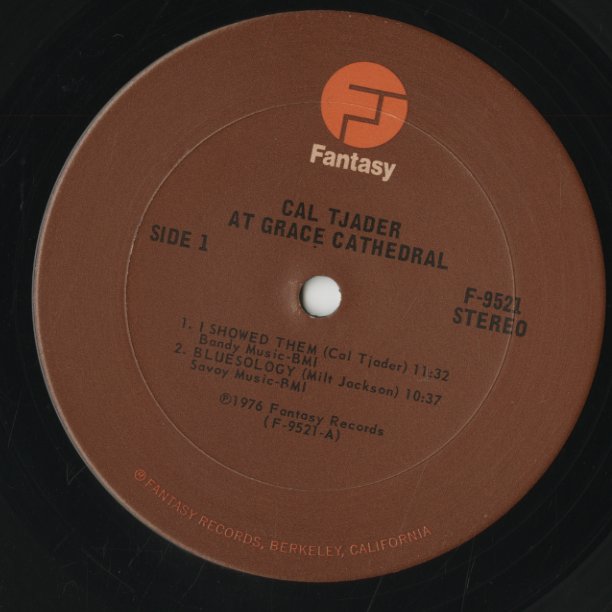 Fantasy
CAL TJADER
AT GRACE CATHEDRAL
SIDE 1
F-9521
STEREO
1. I SHOWED THEM (Cal Tjader) 11:32
Bandy Music-BMI
2. BLUESOLOGY (Milt Jackson) 10:37
Savoy Music-BMI
℗1976 Fantasy Records
(F-9521-A)
® FANTASY RECORDS, BERKELEY, CALIFORNIA